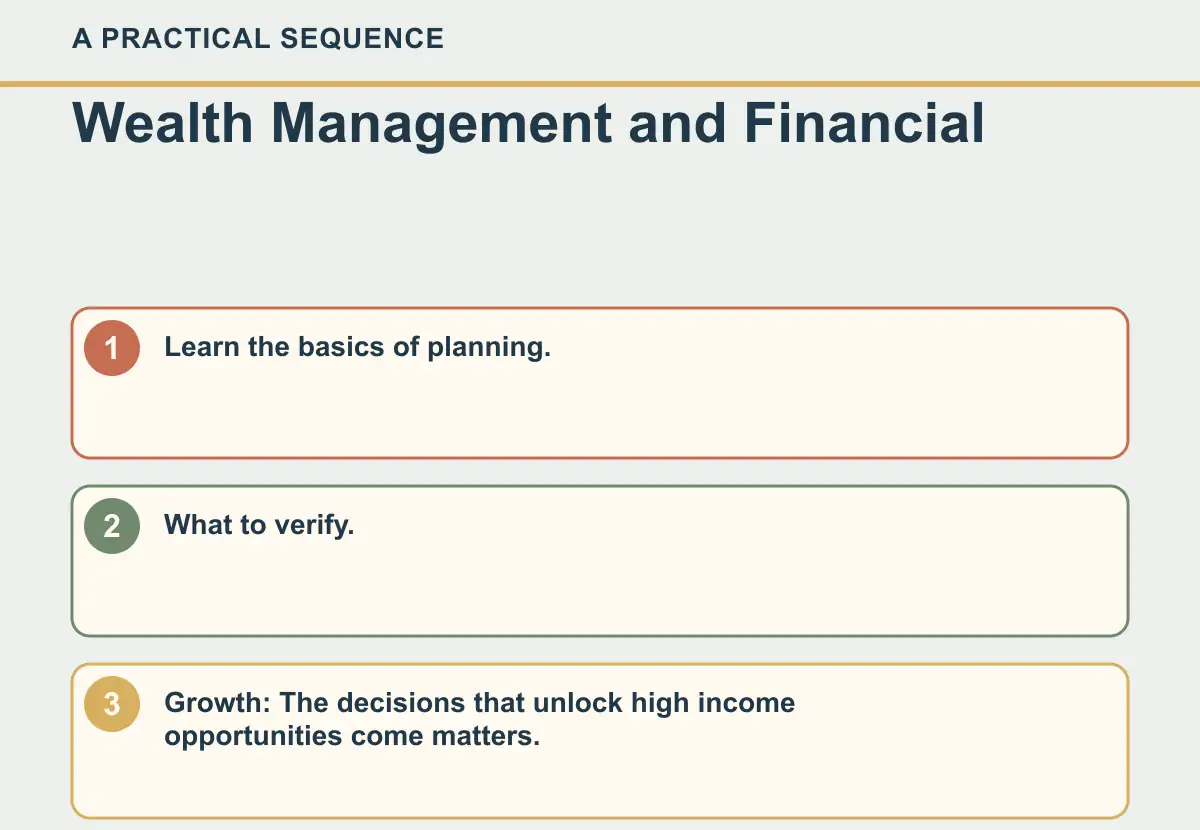 A PRACTICAL SEQUENCE
Wealth Management and Financial
1
Learn the basics of planning.
2
What to verify.
3
Growth: The decisions that unlock high income
opportunities come matters.